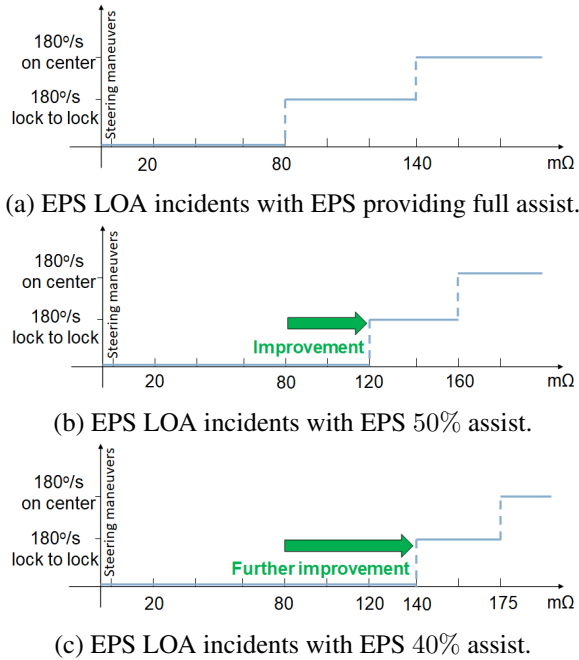 180°/s
on center
180°/s
lock to lock
Steering maneuvers
20
80
140
mΩ
(a) EPS LOA incidents with EPS providing full assist.
180°/s
on center
180°/s
lock to lock
Steering maneuvers
Improvement
20
80
120
160
mΩ
(b) EPS LOA incidents with EPS 50% assist.
180°/s
on center
180°/s
lock to lock
Steering maneuvers
Further improvement
20
80
120
140
175
mΩ
(c) EPS LOA incidents with EPS 40% assist.